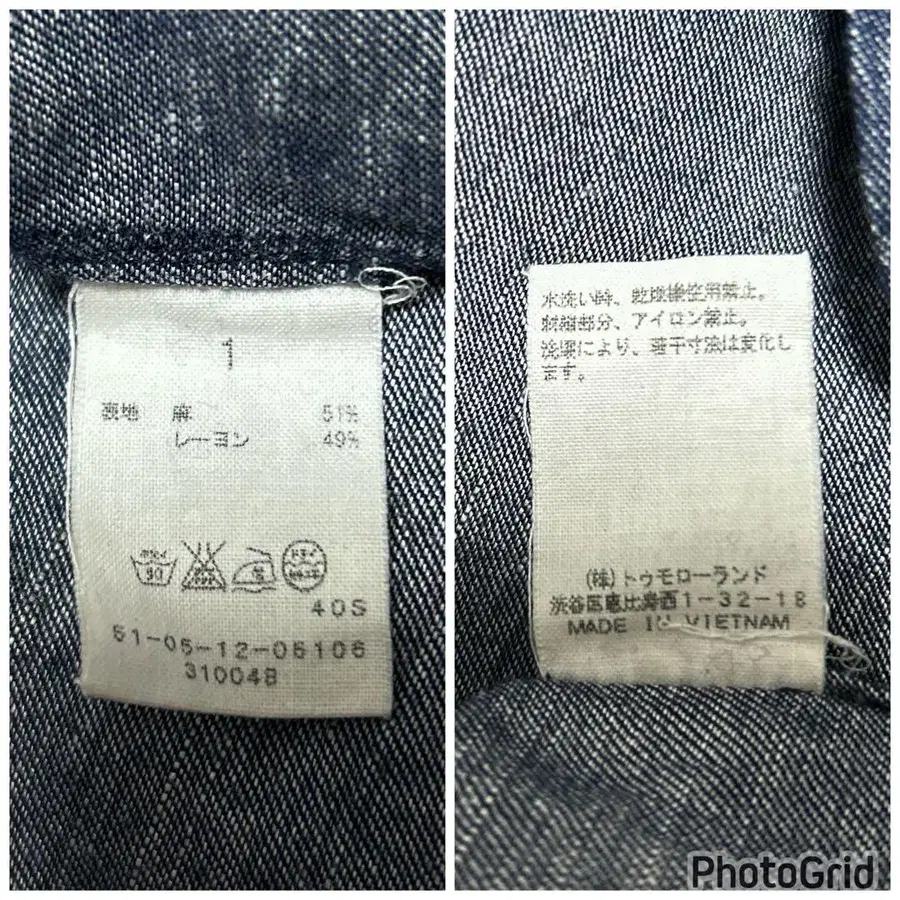 1
表地 麻 51%
レーヨン 49%
40S
61-05-12-05106
310048
水洗い時、乾燥機使用禁止。
刺繍部分、アイロン禁止。
洗濯により、若干寸法は変化し
ます。
(株)トゥモローランド
渋谷区恵比寿西1-32-18
MADE IN VIETNAM
PhotoGrid